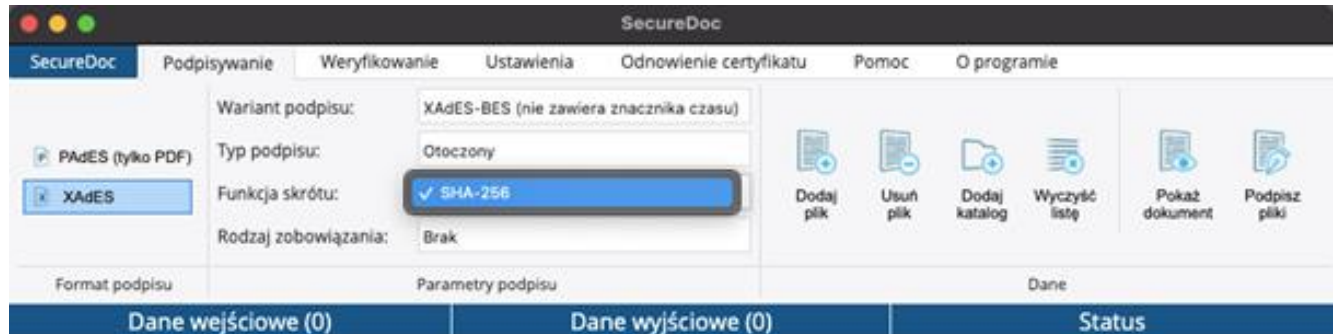 SecureDoc
SecureDoc Podpisywanie Weryfikowanie Ustawienia Odnowienie certyfikatu Pomoc O programie
PAdES (tylko PDF)
XAdES
Format podpisu
Wariant podpisu: XAdES-BES (nie zawiera znacznika czasu)
Typ podpisu: Otoczony
Funkcja skrótu: ✓ SHA-256
Rodzaj zobowiązania: Brak
Parametry podpisu
Dodaj plik
Usuń plik
Dodaj katalog
Wyczyść listę
Pokaż dokument
Podpisz pliki
Dane
Dane wejściowe (0) Dane wyjściowe (0) Status